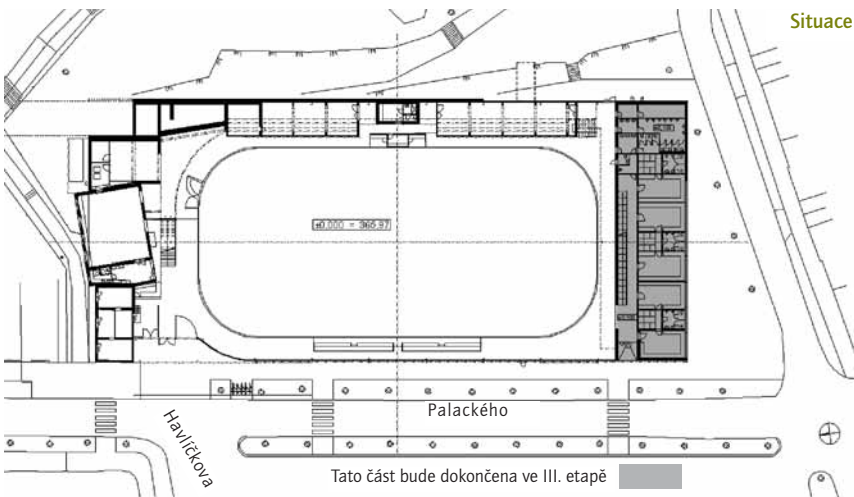 Situace
±0,000 = 365,97
Palackého
Havlíčkova
Tato část bude dokončena ve III. etapě